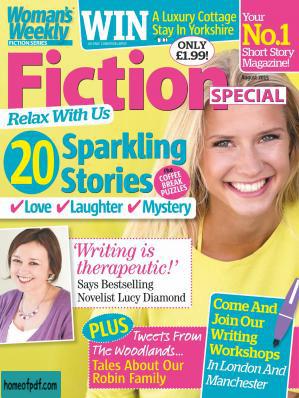 Woman's
Weekly
FICTION SERIES
WIN
A Luxury Cottage
Stay In Yorkshire
Your
No.1
Short Story
Magazine!
ONLY
£1.99!
Fiction
SPECIAL
Relax With Us
20 Sparkling
Stories
COFFEE
BREAK
PUZZLES
✓Love ✓Laughter ✓Mystery
'Writing is
therapeutic!'
Says Bestselling
Novelist Lucy Diamond
PLUS
Tweets From
The Woodlands...
Tales About Our
Robin Family
Come And
Join Our
Writing
Workshops
In London And
Manchester
homeofpdf.com